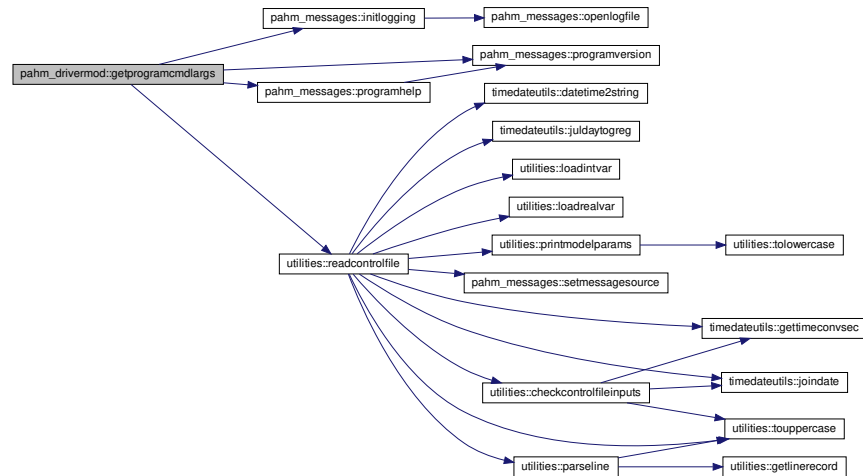 pahm_messages::initlogging
pahm_messages::openlogfile
pahm_messages::programversion
pahm_drivermod::getprogramcmdlargs
pahm_messages::programhelp
timedateutils::datetime2string
timedateutils::juldaytogreg
utilities::loadintvar
utilities::loadrealvar
utilities::printmodelparams
utilities::tolowercase
utilities::readcontrolfile
pahm_messages::setmessagesource
timedateutils::gettimeconvsec
timedateutils::joindate
utilities::checkcontrolfileinputs
utilities::touppercase
utilities::parseline
utilities::getlinerecord